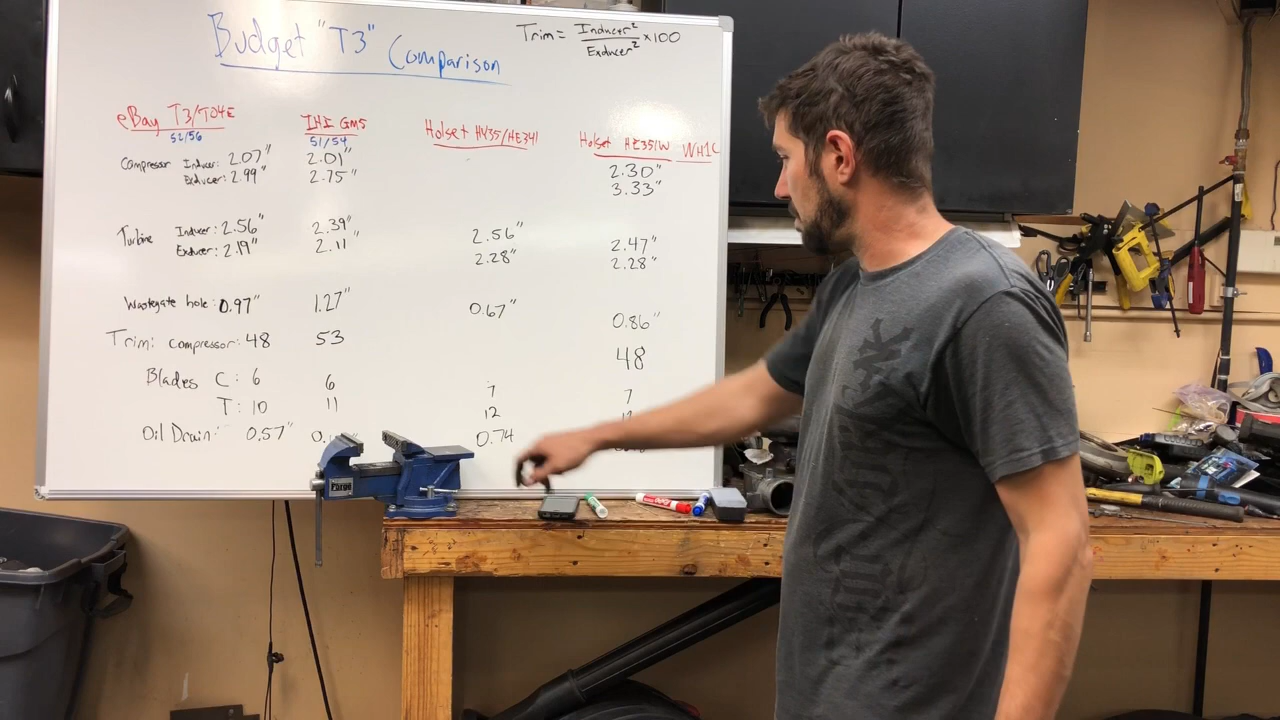 Budget "T3" Comparison
Trim = Inducer² / Exducer² x100
eBay T3/T04E IHI GM5 Holset HX35/HE341 Holset HE351W WH1C
52/56 51/54
Compressor Inducer: 2.07" 2.01" 2.30"
Exducer: 2.99" 2.75" 3.33"
Turbine Inducer: 2.56" 2.39" 2.56" 2.47"
Exducer: 2.19" 2.11" 2.28" 2.28"
Wastegate hole: 0.97" 1.27" 0.67" 0.86"
Trim: Compressor: 48 53 48
Blades C: 6 6 7 7
T: 10 11 12
Oil Drain: 0.57" 0.74